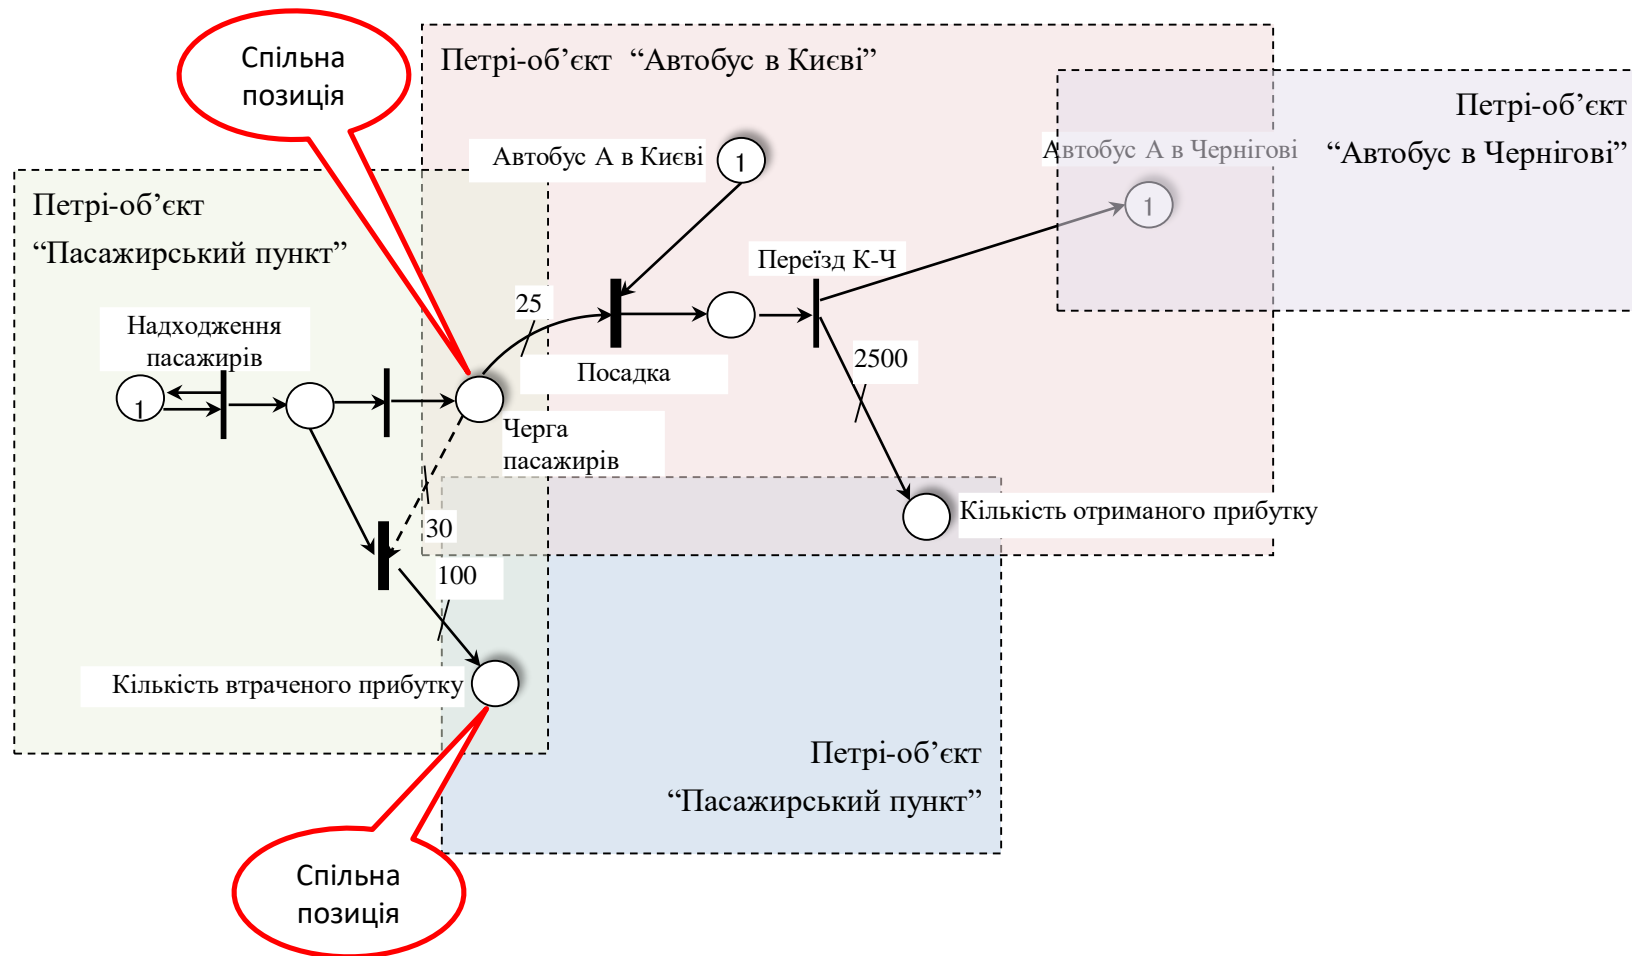 Спільна
позиція
Петрі-об’єкт “Автобус в Києві”
Петрі-об’єкт
“Автобус в Чернігові”
Автобус А в Києві
1
Автобус А в Чернігові
1
Петрі-об’єкт
“Пасажирський пункт”
Переїзд К-Ч
25
Надходження
пасажирів
2500
Посадка
1
Черга
пасажирів
30
Кількість отриманого прибутку
100
Кількість втраченого прибутку
Петрі-об’єкт
“Пасажирський пункт”
Спільна
позиція